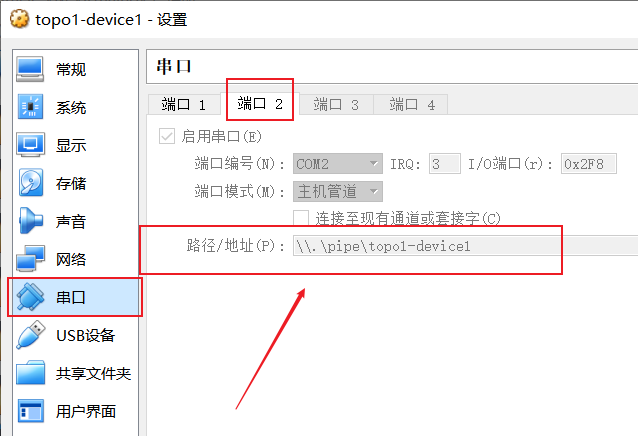 topo1-device1 - 设置
常规
系统
显示
存储
声音
网络
串口
USB设备
共享文件夹
用户界面
串口
端口 1 端口 2 端口 3 端口 4
启用串口(E)
端口编号(N): COM2 IRQ: 3 I/O端口(r): 0x2F8
端口模式(M): 主机管道
连接至现有通道或套接字(C)
路径/地址(P): \\.\pipe\topo1-device1